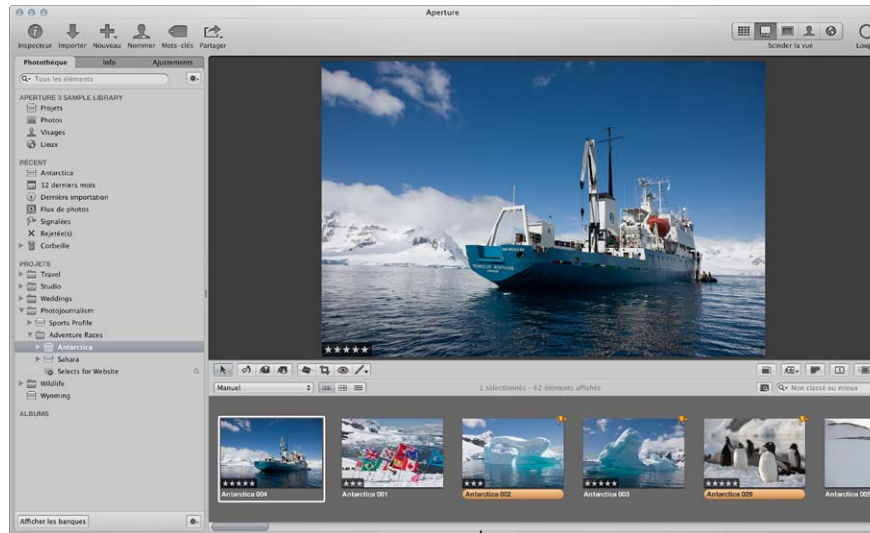 Aperture
Inspecteur Importer Nouveau Nommer Mots-clés Partager
Scinder la vue
Photothèque Info Ajustements
Tous les éléments
APERTURE 3 SAMPLE LIBRARY
Projets
Photos
Visages
Lieux
RÉCENT
Antarctica
12 derniers mois
Dernière importation
Flux de photos
Signalées
Rejetée(s)
Corbeille
PROJETS
Travel
Studio
Weddings
Photojournalism
Sports Profile
Adventure Races
Antarctica
Sahara
Selects for Website
Wildlife
Wyoming
ALBUMS
Afficher les banques
Manuel
1 sélectionnés - 62 éléments affichés
Non classé ou mieux
Antarctica 004
Antarctica 001
Antarctica 002
Antarctica 003
Antarctica 029
Antarctica 005